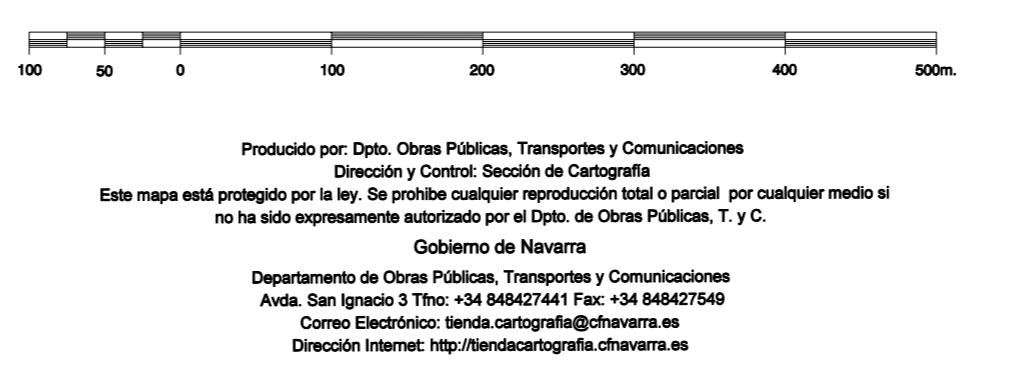 100 50 0 100 200 300 400 500m.
Producido por: Dpto. Obras Públicas, Transportes y Comunicaciones
Dirección y Control: Sección de Cartografía
Este mapa está protegido por la ley. Se prohibe cualquier reproducción total o parcial por cualquier medio si
no ha sido expresamente autorizado por el Dpto. de Obras Públicas, T. y C.
Gobierno de Navarra
Departamento de Obras Públicas, Transportes y Comunicaciones
Avda. San Ignacio 3 Tfno: +34 848427441 Fax: +34 848427549
Correo Electrónico: tienda.cartografia@cfnavarra.es
Dirección Internet: http://tiendacartografia.cfnavarra.es